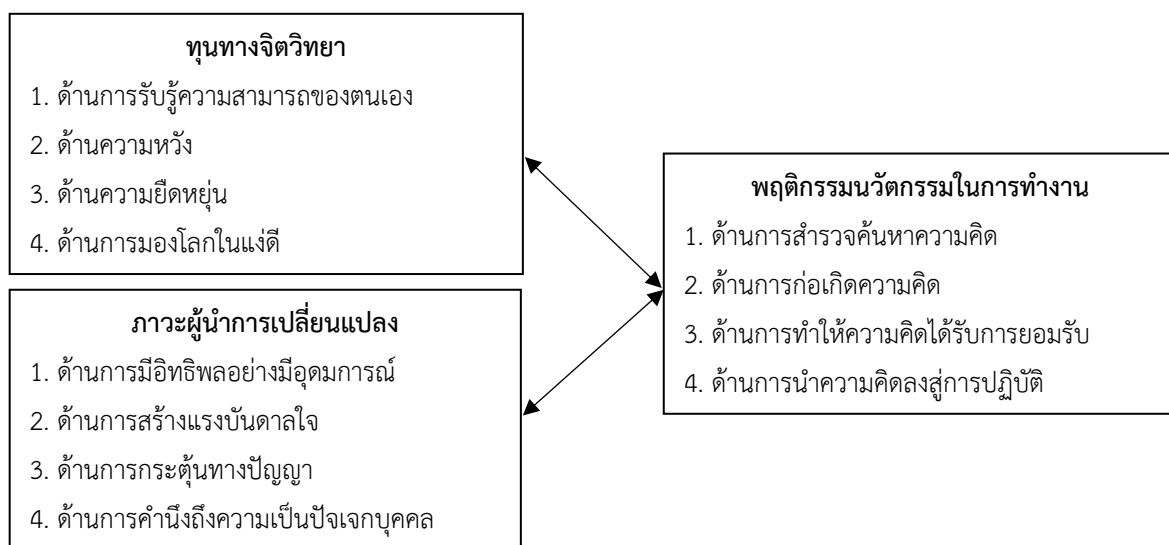 ทุนทางจิตวิทยา
1. ด้านการรับรู้ความสามารถของตนเอง
2. ด้านความหวัง
3. ด้านความยืดหยุ่น
4. ด้านการมองโลกในแง่ดี
ภาวะผู้นำการเปลี่ยนแปลง
1. ด้านการมีอิทธิพลอย่างมีอุดมการณ์
2. ด้านการสร้างแรงบันดาลใจ
3. ด้านการกระตุ้นทางปัญญา
4. ด้านการคำนึงถึงความเป็นปัจเจกบุคคล
พฤติกรรมนวัตกรรมในการทำงาน
1. ด้านการสำรวจค้นหาความคิด
2. ด้านการก่อเกิดความคิด
3. ด้านการทำให้ความคิดได้รับการยอมรับ
4. ด้านการนำความคิดลงสู่การปฏิบัติ